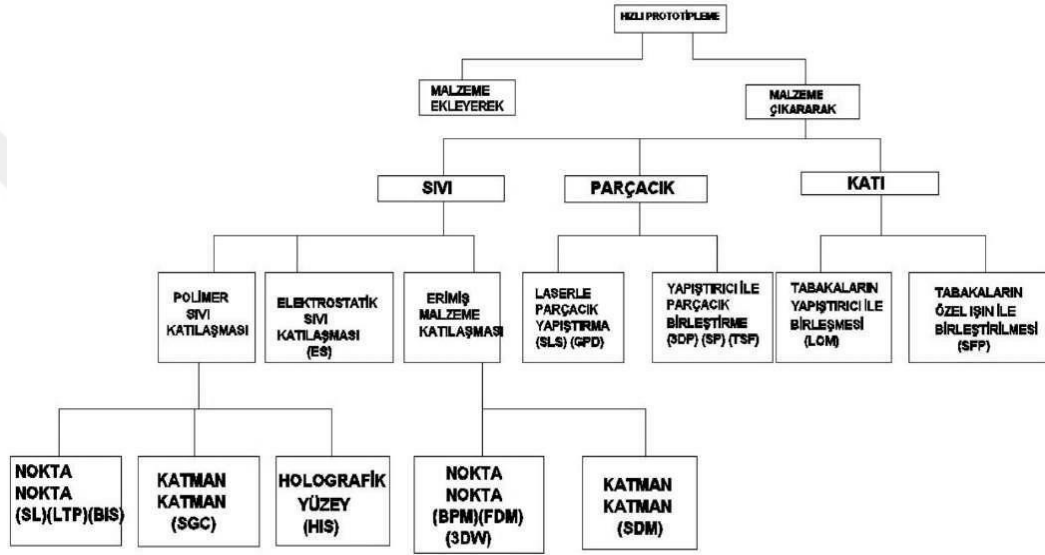 HIZLI PROTOTİPLEME
MALZEME
EKLEYEREK
MALZEME
ÇIKARARAK
SIVI
PARÇACIK
KATI
POLİMER
SIVI
KATILAŞMASI
ELEKTROSTATİK
SIVI
KATILAŞMASI
(ES)
ERİMİŞ
MALZEME
KATILAŞMASI
LASERLE
PARÇACIK
YAPIŞTIRMA
(SLS) (GPD)
YAPIŞTIRICI İLE
PARÇACIK
BİRLEŞTİRME
(3DP) (SP) (TSF)
TABAKALARIN
YAPIŞTIRICI İLE
BİRLEŞMESİ
(LOM)
TABAKALARIN
ÖZEL IŞIN İLE
BİRLEŞTİRİLMESİ
(SFP)
NOKTA
NOKTA
(SL)(LTP)(BIS)
KATMAN
KATMAN
(SGC)
HOLOGRAFİK
YÜZEY
(HIS)
NOKTA
NOKTA
(BPM)(FDM)
(3DW)
KATMAN
KATMAN
(SDM)